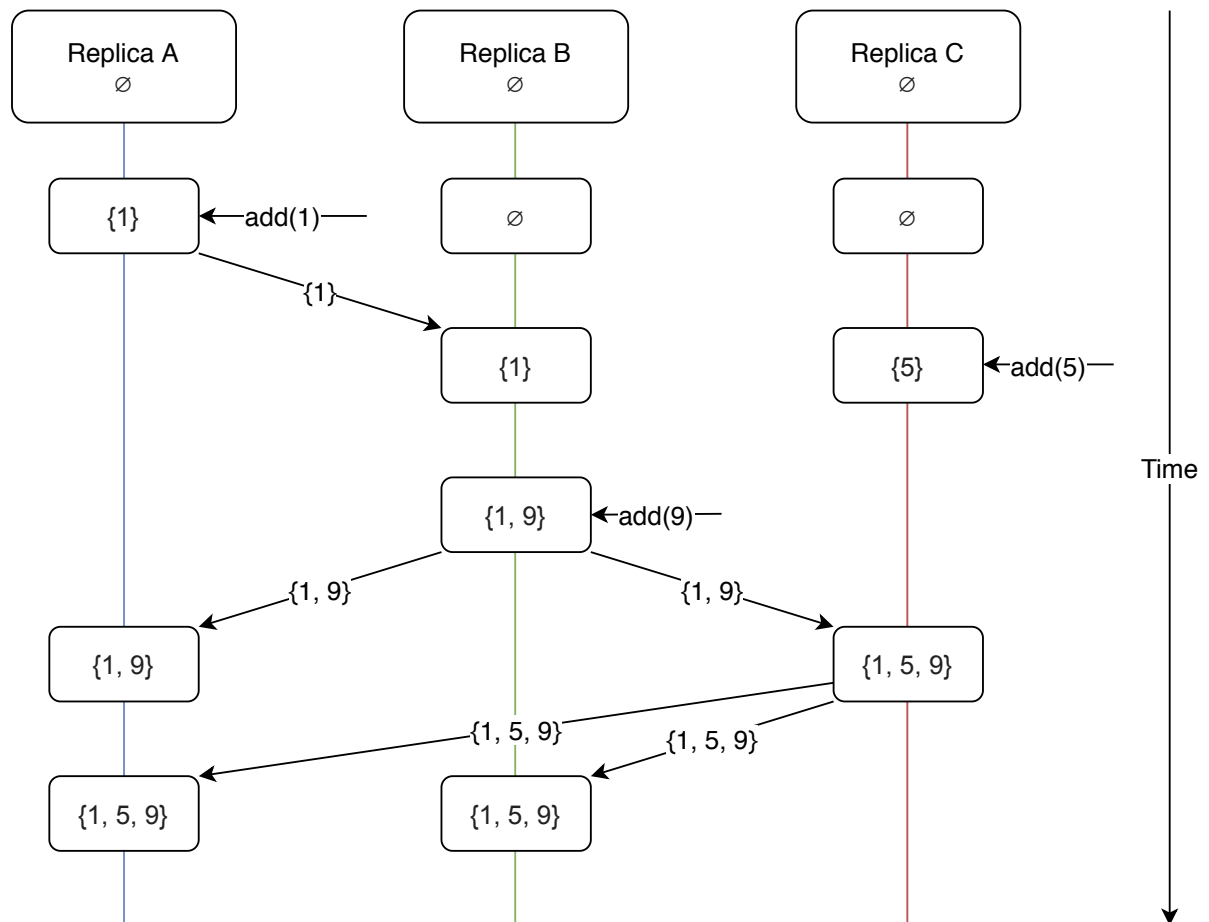 Replica A
∅
Replica B
∅
Replica C
∅
{1}
add(1)
∅
∅
{1}
{1}
{5}
add(5)
Time
{1, 9}
add(9)
{1, 9}
{1, 9}
{1, 9}
{1, 5, 9}
{1, 5, 9}
{1, 5, 9}
{1, 5, 9}
{1, 5, 9}